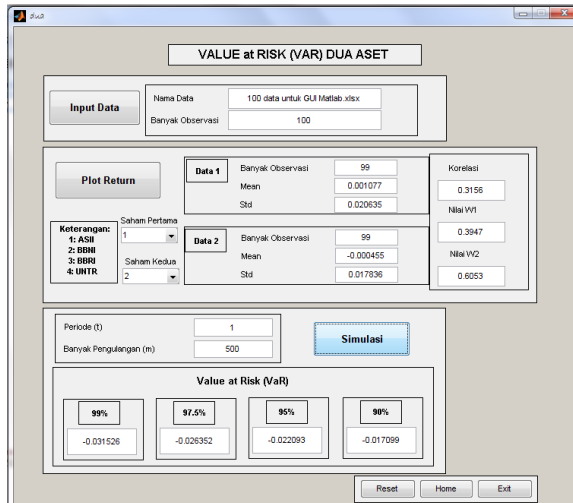 dua
VALUE at RISK (VAR) DUA ASET
Input Data
Nama Data
100 data untuk GUI Matlab.xlsx
Banyak Observasi
100
Plot Return
Keterangan:
1: ASII
2: BBNI
3: BBRI
4: UNTR
Saham Pertama
1
Saham Kedua
2
Data 1
Banyak Observasi
99
Mean
0.001077
Std
0.020635
Data 2
Banyak Observasi
99
Mean
-0.000455
Std
0.017836
Korelasi
0.3156
Nilai W1
0.3947
Nilai W2
0.6053
Periode (t)
1
Banyak Pengulangan (m)
500
Simulasi
Value at Risk (VaR)
99%
97.5%
95%
90%
-0.031526
-0.026352
-0.022093
-0.017099
Reset
Home
Exit